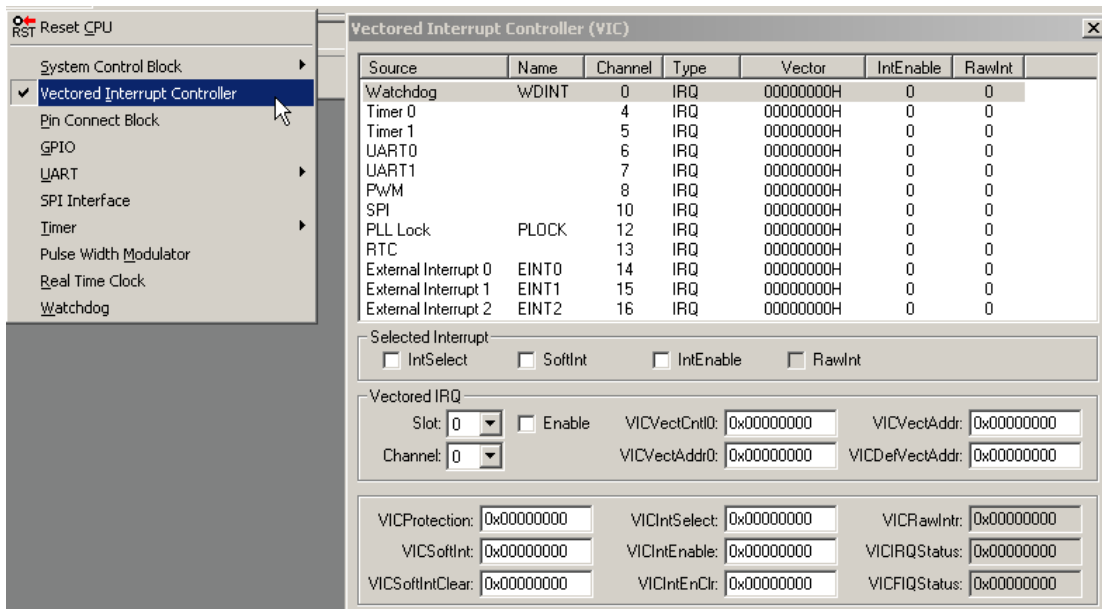 RST Reset CPU
System Control Block
Vectored Interrupt Controller
Pin Connect Block
GPIO
UART
SPI Interface
Timer
Pulse Width Modulator
Real Time Clock
Watchdog
Vectored Interrupt Controller (VIC)
Source Name Channel Type Vector IntEnable RawInt
Watchdog WDINT 0 IRQ 00000000H 0 0
Timer 0 4 IRQ 00000000H 0 0
Timer 1 5 IRQ 00000000H 0 0
UART0 6 IRQ 00000000H 0 0
UART1 7 IRQ 00000000H 0 0
PWM 8 IRQ 00000000H 0 0
SPI 10 IRQ 00000000H 0 0
PLL Lock PLOCK 12 IRQ 00000000H 0 0
RTC 13 IRQ 00000000H 0 0
External Interrupt 0 EINT0 14 IRQ 00000000H 0 0
External Interrupt 1 EINT1 15 IRQ 00000000H 0 0
External Interrupt 2 EINT2 16 IRQ 00000000H 0 0
Selected Interrupt
IntSelect SoftInt IntEnable RawInt
Vectored IRQ
Slot: 0 Enable VICVectCntl0: 0x00000000 VICVectAddr: 0x00000000
Channel: 0 VICVectAddr0: 0x00000000 VICDefVectAddr: 0x00000000
VICProtection: 0x00000000 VICIntSelect: 0x00000000 VICRawIntr: 0x00000000
VICSoftInt: 0x00000000 VICIntEnable: 0x00000000 VICIRQStatus: 0x00000000
VICSoftIntClear: 0x00000000 VICIntEnClr: 0x00000000 VICFIQStatus: 0x00000000